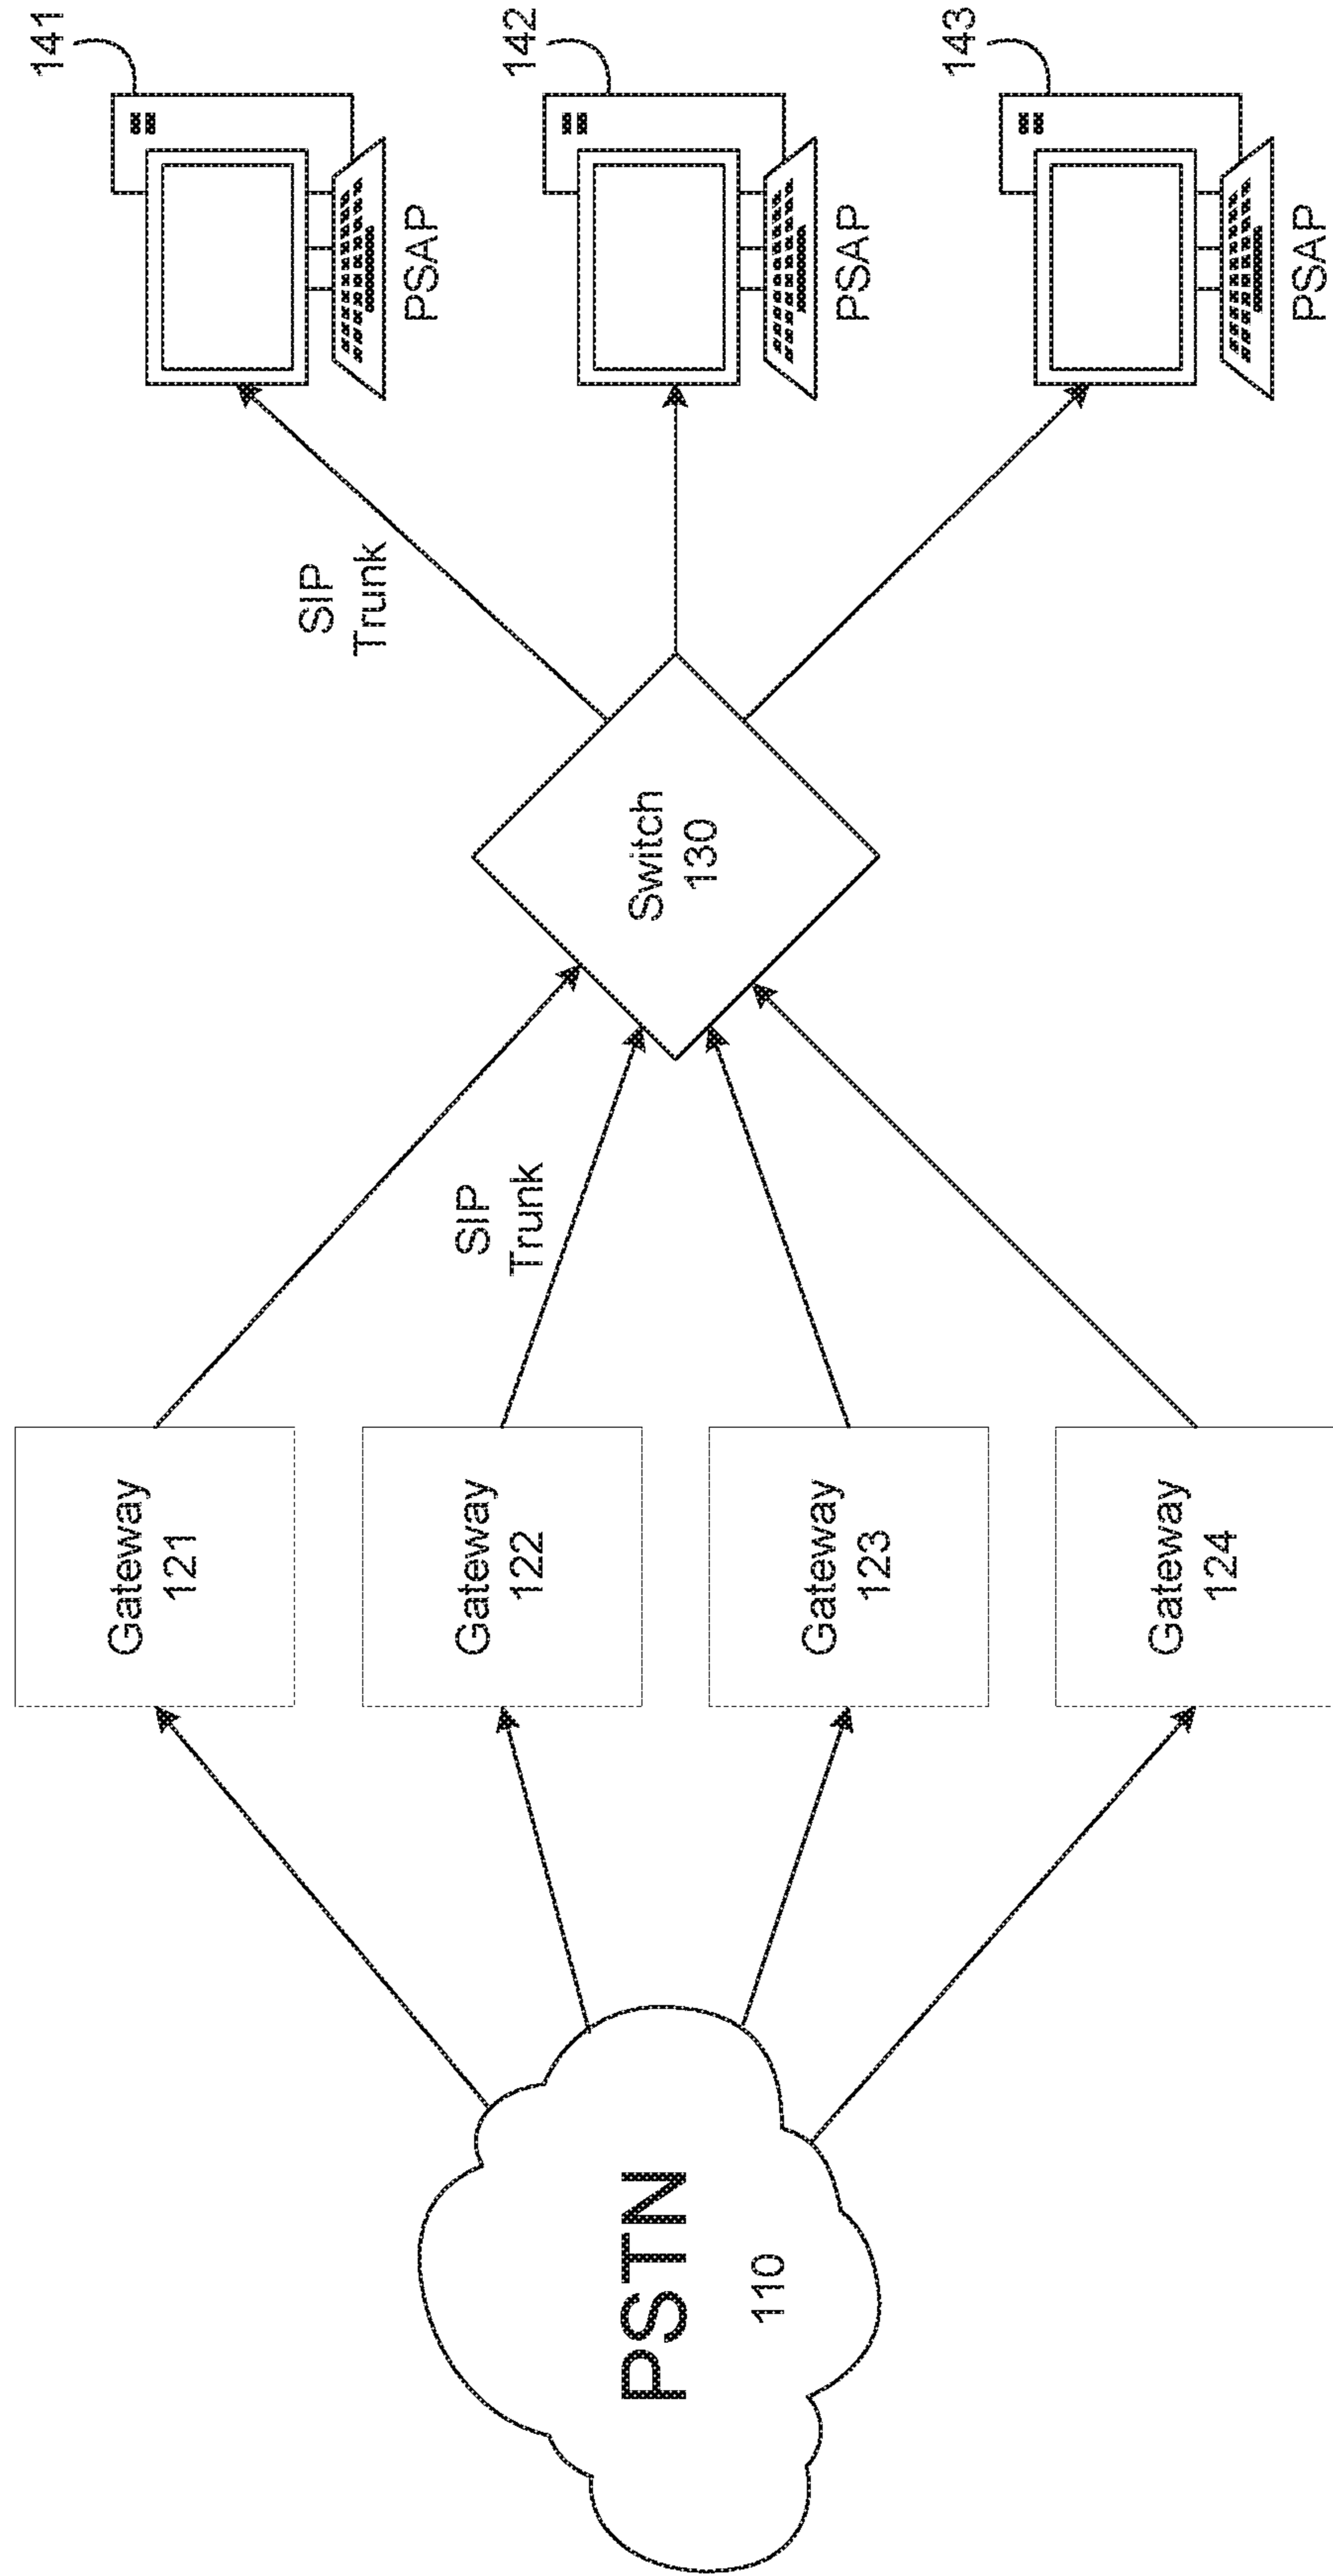 PSTN
110
Gateway
121
Gateway
122
Gateway
123
Gateway
124
SIP
Trunk
Switch
130
SIP
Trunk
141
PSAP
142
PSAP
143
PSAP